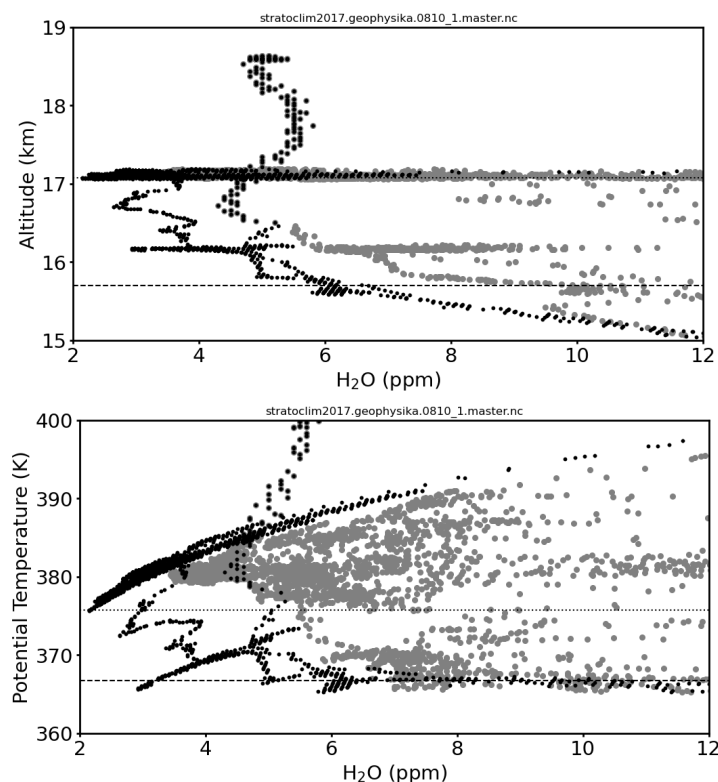 stratoclim2017.geophysika.0810_1.master.nc
19
18
17
16
15
Altitude (km)
2 4 6 8 10 12
H₂O (ppm)
stratoclim2017.geophysika.0810_1.master.nc
400
390
380
370
360
Potential Temperature (K)
2 4 6 8 10 12
H₂O (ppm)